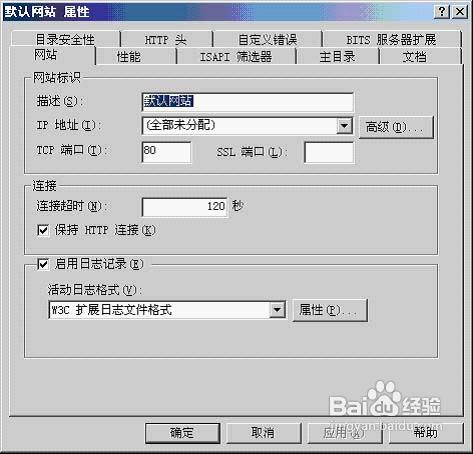 默认网站 属性
目录安全性 HTTP 头 自定义错误 BITS 服务器扩展
网站 性能 ISAPI 筛选器 主目录 文档
网站标识
描述(S): 默认网站
IP 地址(I): (全部未分配) 高级(D)...
TCP 端口(T): 80 SSL 端口(L):
连接
连接超时(N): 120 秒
保持 HTTP 连接(K)
启用日志记录(E)
活动日志格式(V):
W3C 扩展日志文件格式 属性(P)...
Baidu经验
jingyan.baidu.com
确定 取消 应用(A) 帮助